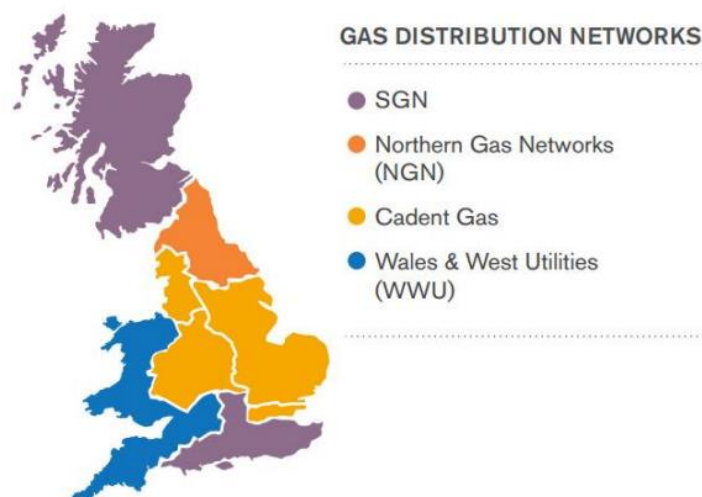 GAS DISTRIBUTION NETWORKS
SGN
Northern Gas Networks
(NGN)
Cadent Gas
Wales & West Utilities
(WWU)